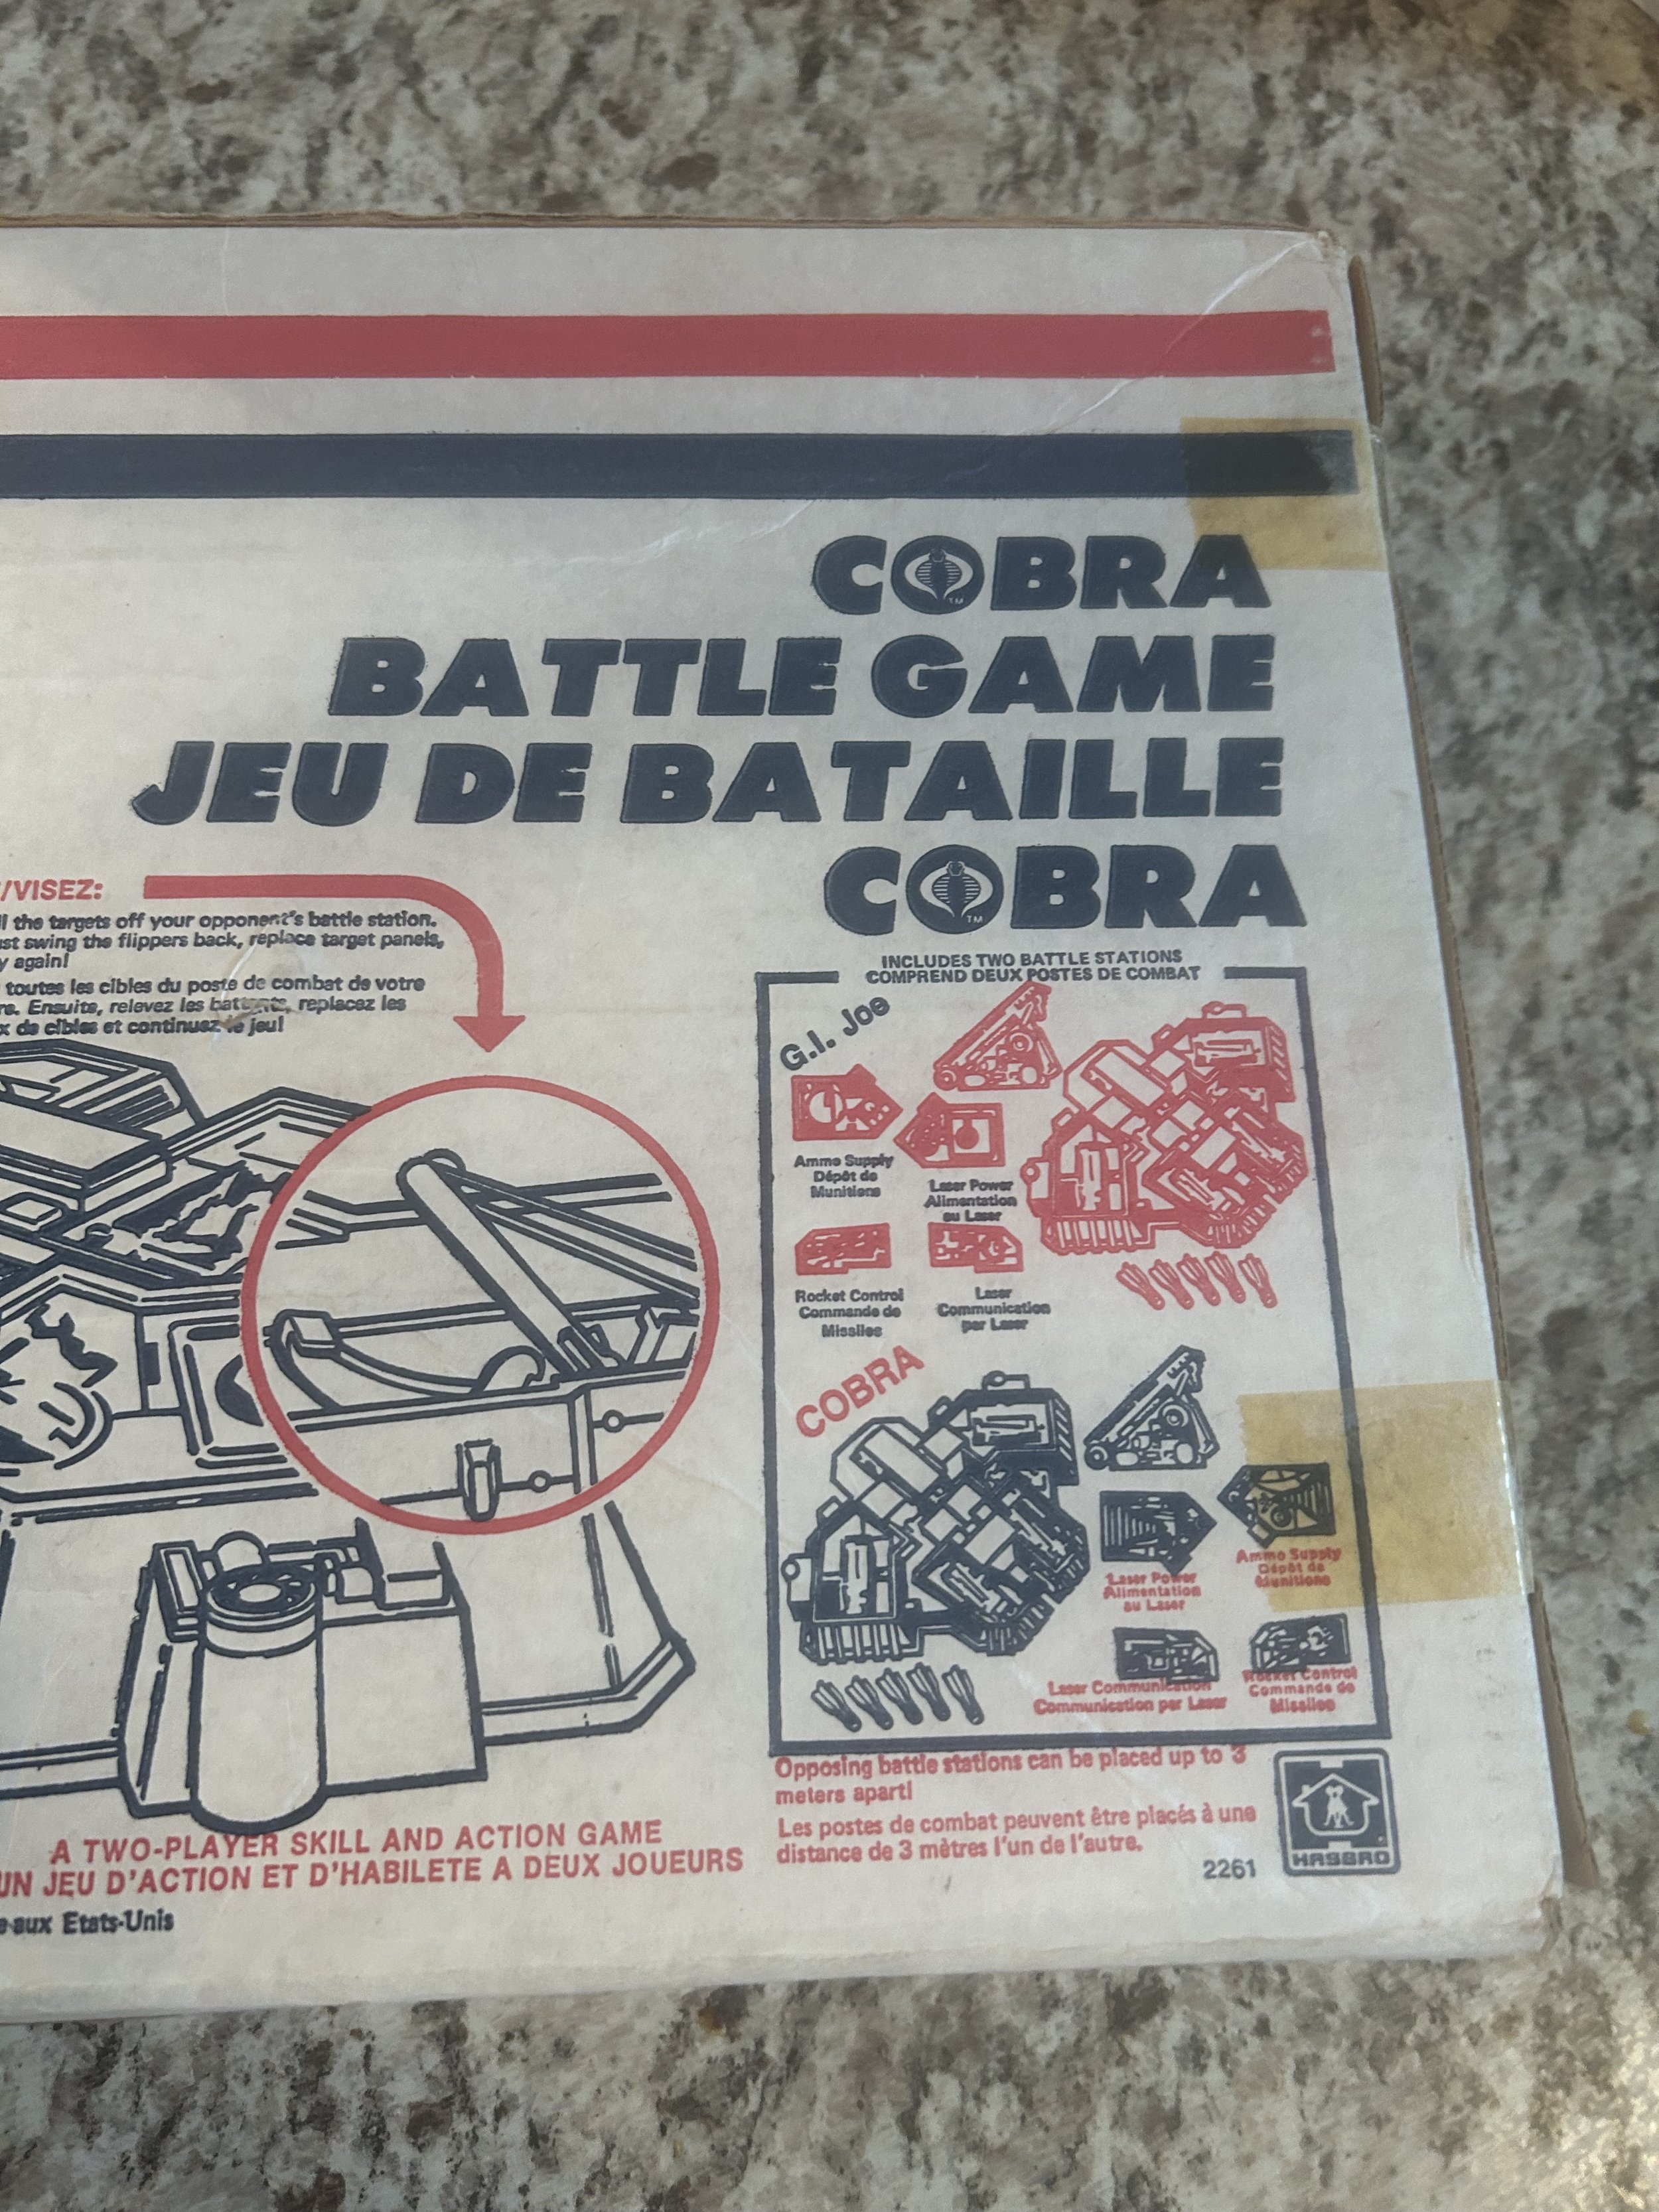 COBRA
TM
BATTLE GAME
JEU DE BATAILLE
COBRA
TM
/VISEZ:
the targets off your opponent's battle station.
swing the flippers back, replace target panels,
again!
toutes les cibles du poste de combat de votre
Ensuite, relevez les battants, replacez les
de cibles et continuez le jeu!
INCLUDES TWO BATTLE STATIONS
COMPREND DEUX POSTES DE COMBAT
G.I. Joe
Ammo Supply
Dépôt de
Munitions
Laser Power
Alimentation
au Laser
Rocket Control
Commande de
Missiles
Laser
Communication
par Laser
COBRA
Laser Power
Alimentation
au Laser
Ammo Supply
Dépôt de
Munitions
Laser Communication
Communication par Laser
Rocket Control
Commande de
Missiles
Opposing battle stations can be placed up to 3
meters apart!
Les postes de combat peuvent être placés à une
distance de 3 mètres l'un de l'autre.
2261
HASBRO
A TWO-PLAYER SKILL AND ACTION GAME
UN JEU D'ACTION ET D'HABILETE A DEUX JOUEURS
aux Etats-Unis